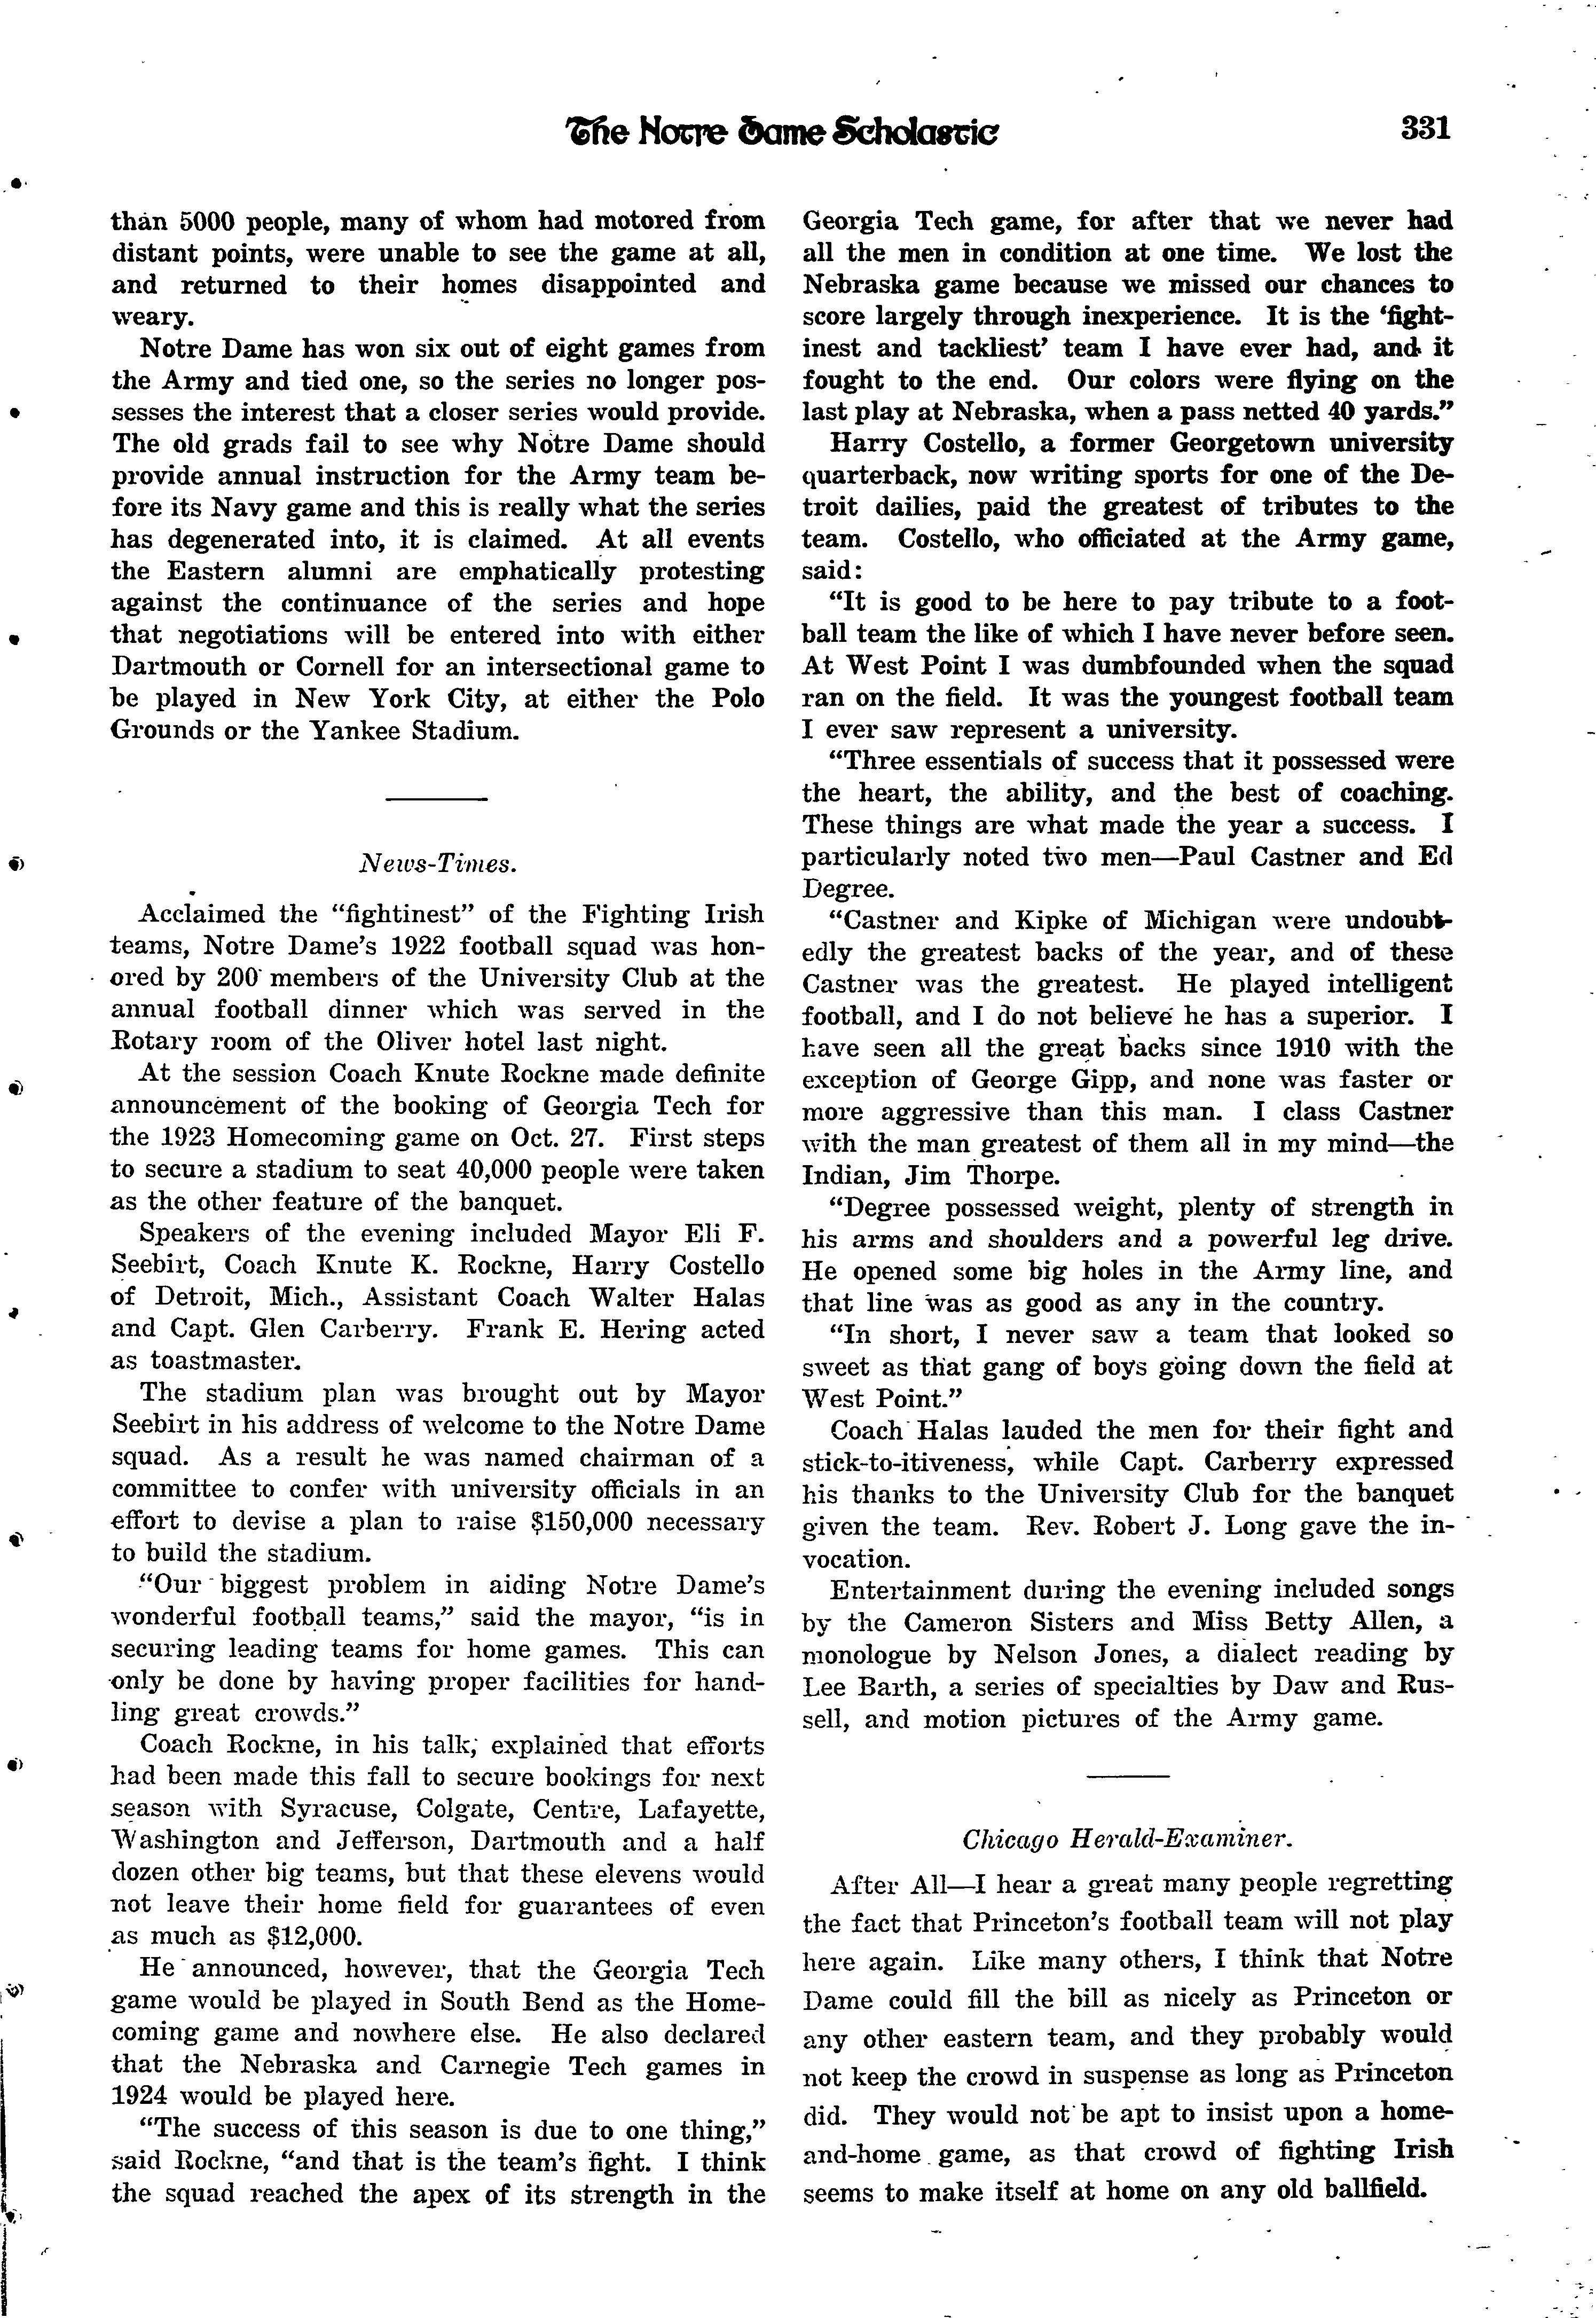 The Notre Dame Scholastic
331
than 5000 people, many of whom had motored from
distant points, were unable to see the game at all,
and returned to their homes disappointed and
weary.
Notre Dame has won six out of eight games from
the Army and tied one, so the series no longer pos-
sesses the interest that a closer series would provide.
The old grads fail to see why Notre Dame should
provide annual instruction for the Army team be-
fore its Navy game and this is really what the series
has degenerated into, it is claimed. At all events
the Eastern alumni are emphatically protesting
against the continuance of the series and hope
that negotiations will be entered into with either
Dartmouth or Cornell for an intersectional game to
be played in New York City, at either the Polo
Grounds or the Yankee Stadium.
News-Times.
Acclaimed the “fightinest” of the Fighting Irish
teams, Notre Dame’s 1922 football squad was hon-
ored by 200 members of the University Club at the
annual football dinner which was served in the
Rotary room of the Oliver hotel last night.
At the session Coach Knute Rockne made definite
announcement of the booking of Georgia Tech for
the 1923 Homecoming game on Oct. 27. First steps
to secure a stadium to seat 40,000 people were taken
as the other feature of the banquet.
Speakers of the evening included Mayor Eli F.
Seebirt, Coach Knute K. Rockne, Harry Costello
of Detroit, Mich., Assistant Coach Walter Halas
and Capt. Glen Carberry. Frank E. Hering acted
as toastmaster.
The stadium plan was brought out by Mayor
Seebirt in his address of welcome to the Notre Dame
squad. As a result he was named chairman of a
committee to confer with university officials in an
effort to devise a plan to raise $150,000 necessary
to build the stadium.
“Our biggest problem in aiding Notre Dame’s
wonderful football teams,” said the mayor, “is in
securing leading teams for home games. This can
only be done by having proper facilities for hand-
ling great crowds.”
Coach Rockne, in his talk, explained that efforts
had been made this fall to secure bookings for next
season with Syracuse, Colgate, Centre, Lafayette,
Washington and Jefferson, Dartmouth and a half
dozen other big teams, but that these elevens would
not leave their home field for guarantees of even
as much as $12,000.
He announced, however, that the Georgia Tech
game would be played in South Bend as the Home-
coming game and nowhere else. He also declared
that the Nebraska and Carnegie Tech games in
1924 would be played here.
“The success of this season is due to one thing,”
said Rockne, “and that is the team’s fight. I think
the squad reached the apex of its strength in the
Georgia Tech game, for after that we never had
all the men in condition at one time. We lost the
Nebraska game because we missed our chances to
score largely through inexperience. It is the ‘fight-
inest and tackliest’ team I have ever had, and it
fought to the end. Our colors were flying on the
last play at Nebraska, when a pass netted 40 yards.”
Harry Costello, a former Georgetown university
quarterback, now writing sports for one of the De-
troit dailies, paid the greatest of tributes to the
team. Costello, who officiated at the Army game,
said:
“It is good to be here to pay tribute to a foot-
ball team the like of which I have never before seen.
At West Point I was dumbfounded when the squad
ran on the field. It was the youngest football team
I ever saw represent a university.
“Three essentials of success that it possessed were
the heart, the ability, and the best of coaching.
These things are what made the year a success. I
particularly noted two men—Paul Castner and Ed
Degree.
“Castner and Kipke of Michigan were undoubt-
edly the greatest backs of the year, and of these
Castner was the greatest. He played intelligent
football, and I do not believe he has a superior. I
have seen all the great backs since 1910 with the
exception of George Gipp, and none was faster or
more aggressive than this man. I class Castner
with the man greatest of them all in my mind—the
Indian, Jim Thorpe.
“Degree possessed weight, plenty of strength in
his arms and shoulders and a powerful leg drive.
He opened some big holes in the Army line, and
that line was as good as any in the country.
“In short, I never saw a team that looked so
sweet as that gang of boys going down the field at
West Point.”
Coach Halas lauded the men for their fight and
stick-to-itiveness, while Capt. Carberry expressed
his thanks to the University Club for the banquet
given the team. Rev. Robert J. Long gave the in-
vocation.
Entertainment during the evening included songs
by the Cameron Sisters and Miss Betty Allen, a
monologue by Nelson Jones, a dialect reading by
Lee Barth, a series of specialties by Daw and Rus-
sell, and motion pictures of the Army game.
Chicago Herald-Examiner.
After All—I hear a great many people regretting
the fact that Princeton’s football team will not play
here again. Like many others, I think that Notre
Dame could fill the bill as nicely as Princeton or
any other eastern team, and they probably would
not keep the crowd in suspense as long as Princeton
did. They would not be apt to insist upon a home-
and-home game, as that crowd of fighting Irish
seems to make itself at home on any old ballfield.